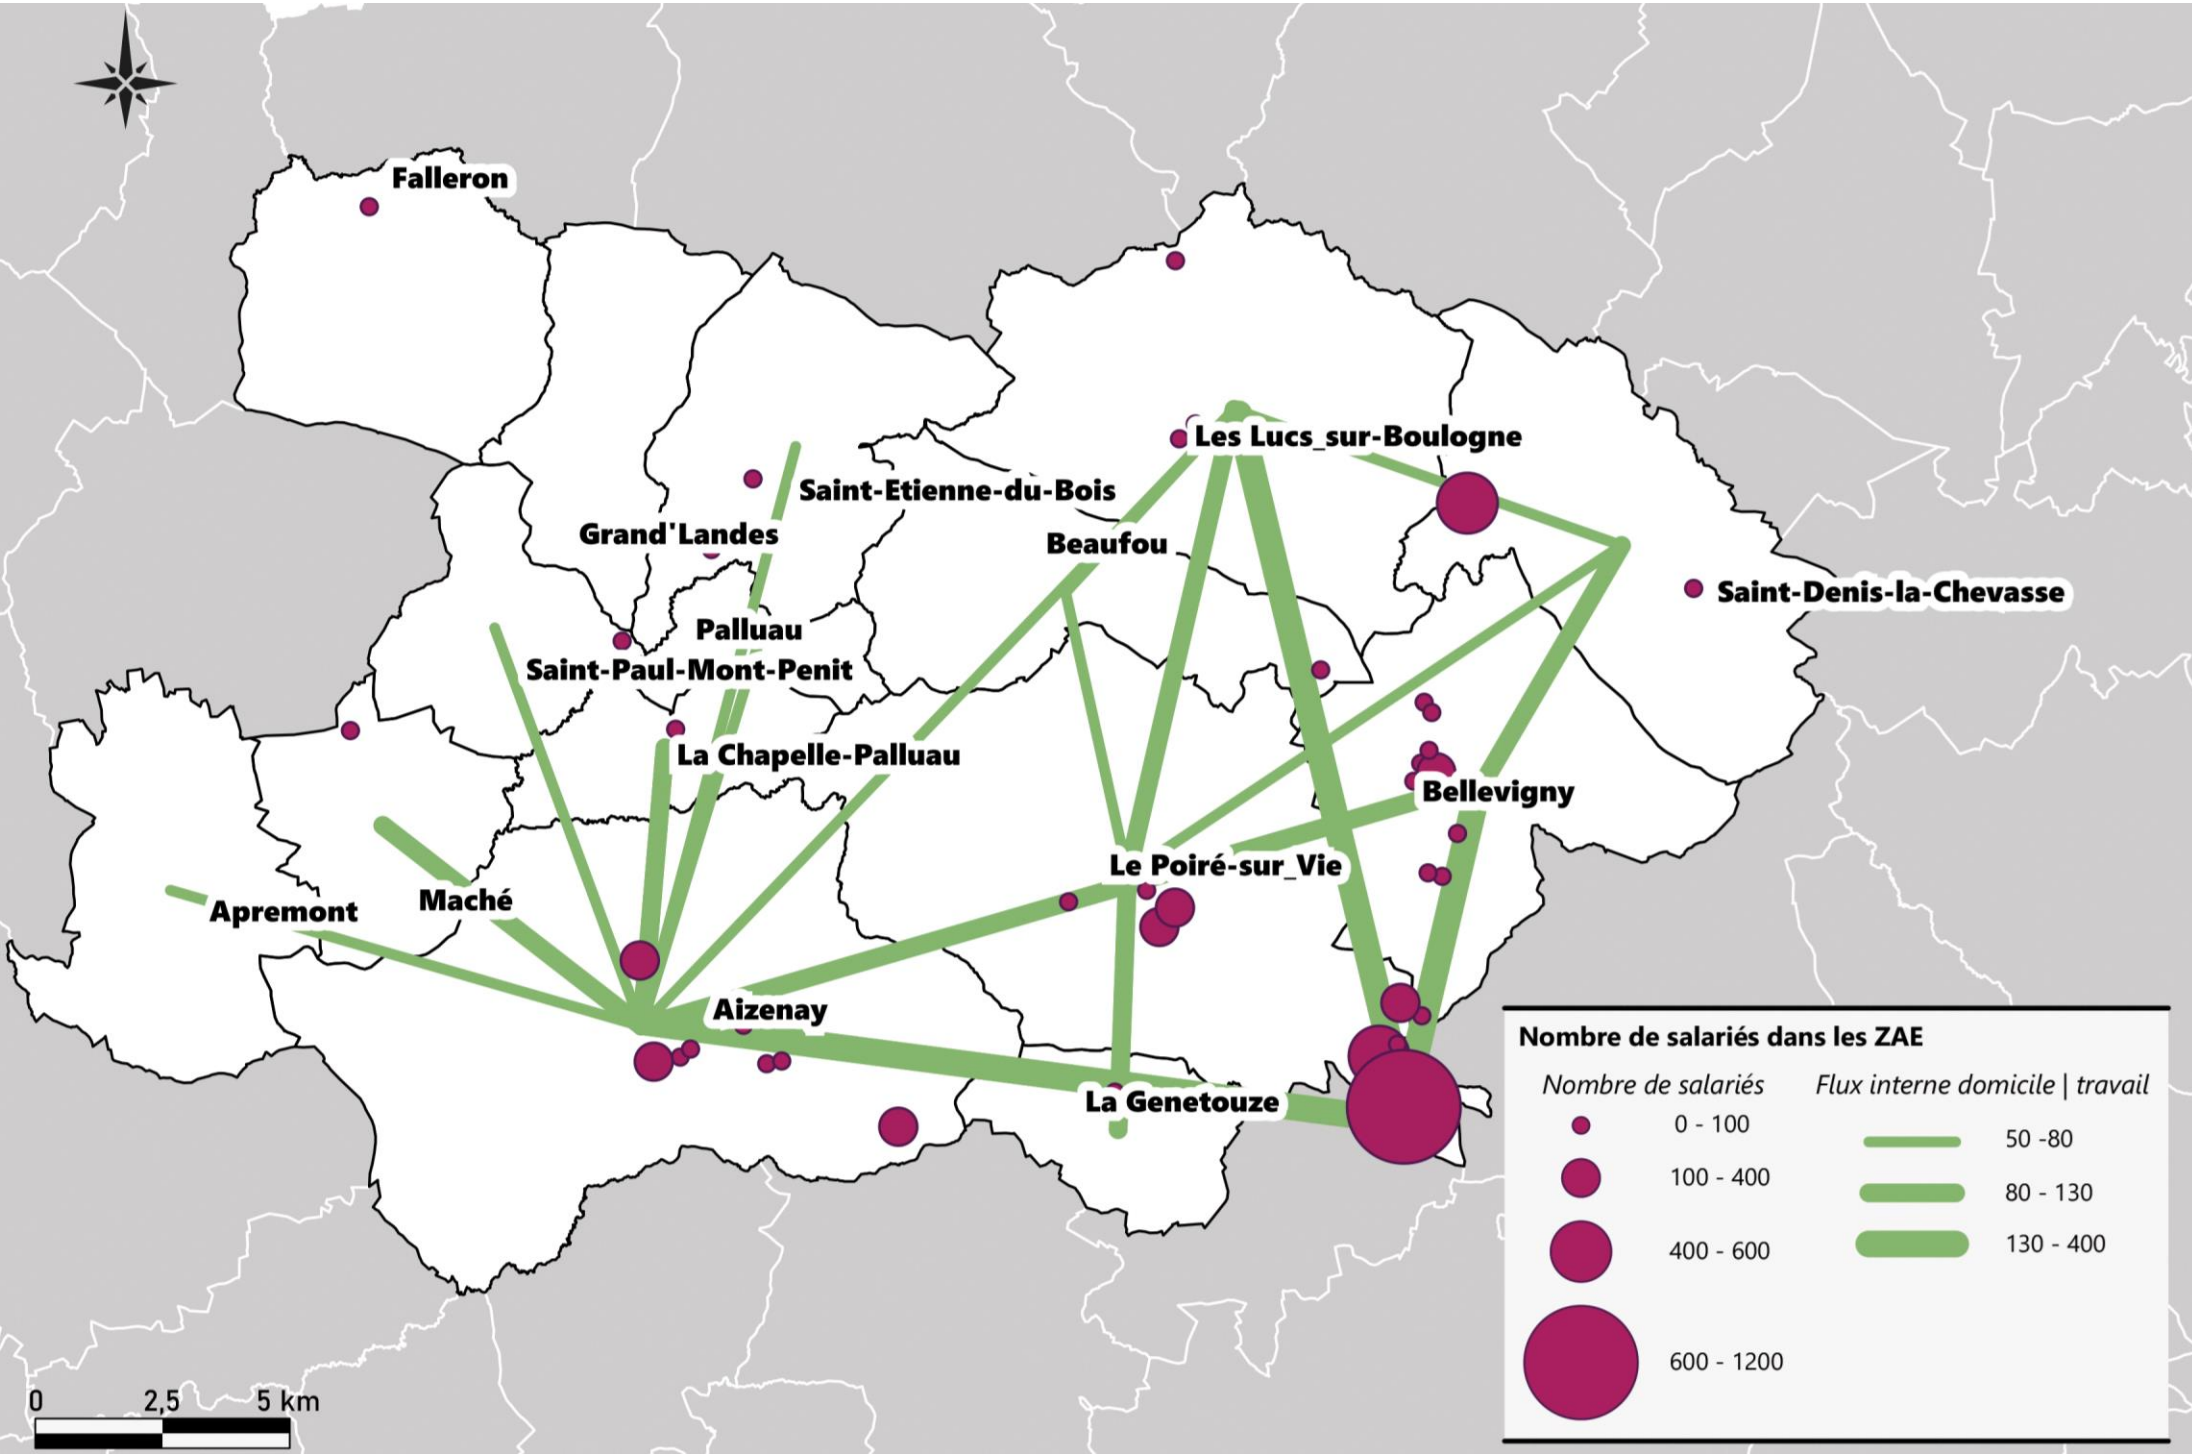 Falleron
Les Lucs_sur-Boulogne
Saint-Etienne-du-Bois
Grand'Landes
Beaufou
Saint-Denis-la-Chevasse
Palluau
Saint-Paul-Mont-Penit
La Chapelle-Palluau
Bellevigny
Le Poiré-sur_Vie
Maché
Apremont
Aizenay
La Genetouze
Nombre de salariés dans les ZAE
Nombre de salariés Flux interne domicile | travail
0 - 100 50 -80
100 - 400 80 - 130
400 - 600 130 - 400
600 - 1200
0 2,5 5 km